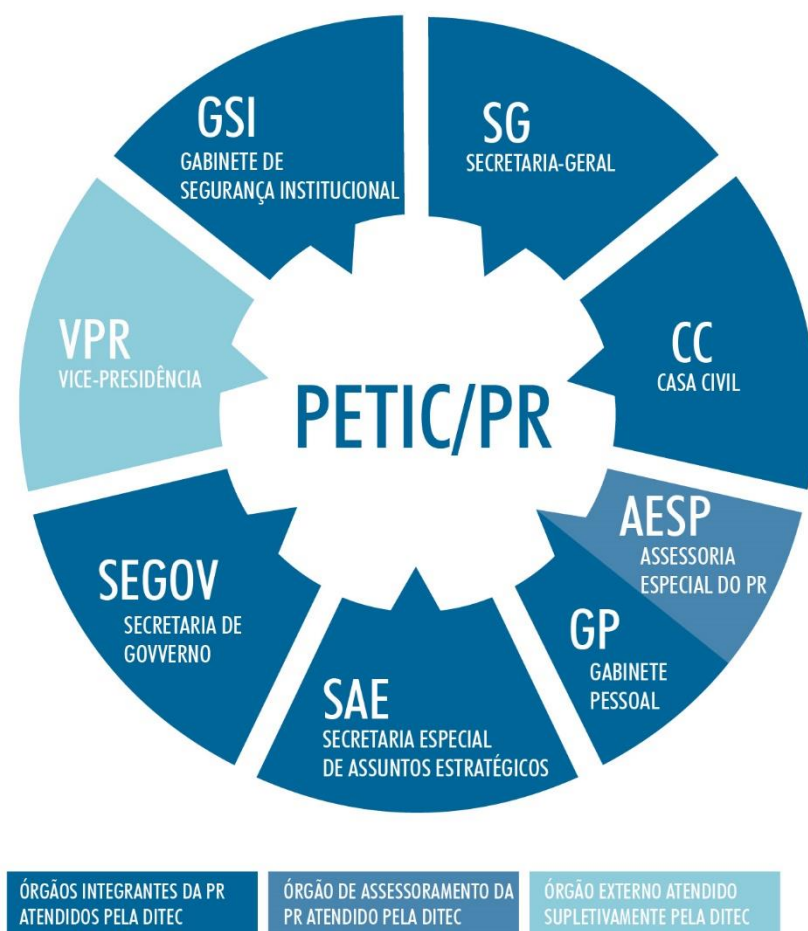 GSI
GABINETE DE
SEGURANÇA INSTITUCIONAL
SG
SECRETARIA-GERAL
VPR
VICE-PRESIDÊNCIA
CC
CASA CIVIL
PETIC/PR
AESP
ASSESSORIA
ESPECIAL DO PR
SEGOV
SECRETARIA DE
GOVVERNO
GP
GABINETE
PESSOAL
SAE
SECRETARIA ESPECIAL
DE ASSUNTOS ESTRATÉGICOS
ÓRGÃOS INTEGRANTES DA PR
ATENDIDOS PELA DITEC
ÓRGÃO DE ASSESSORAMENTO DA
PR ATENDIDO PELA DITEC
ÓRGÃO EXTERNO ATENDIDO
SUPLETIVAMENTE PELA DITEC